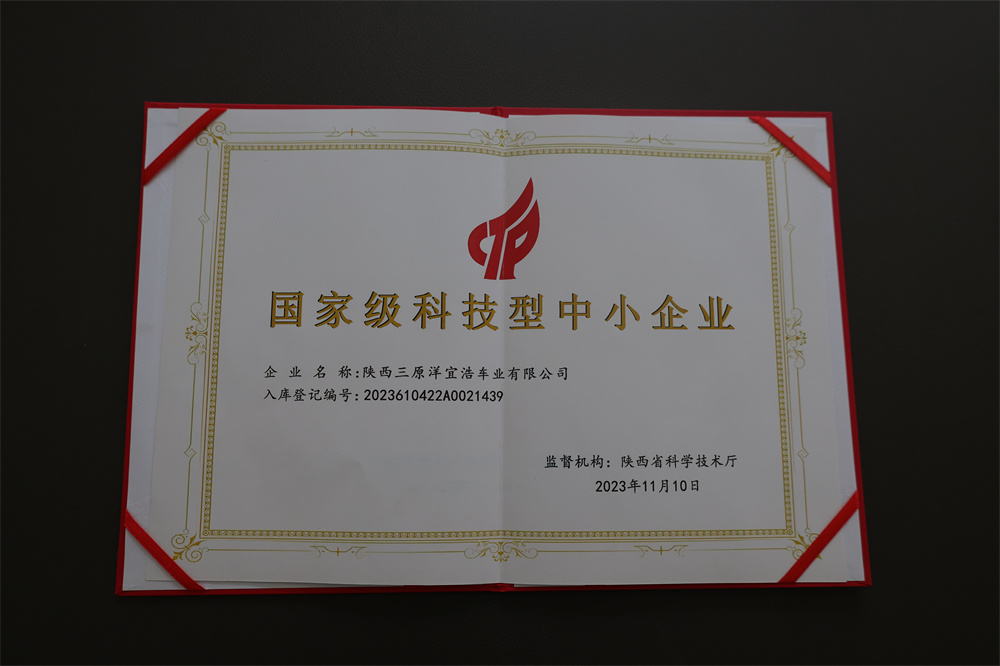 CTP
国家级科技型中小企业
企业名称:陕西三原洋宜浩车业有限公司
入库登记编号:2023610422A0021439
监督机构:陕西省科学技术厅
2023年11月10日